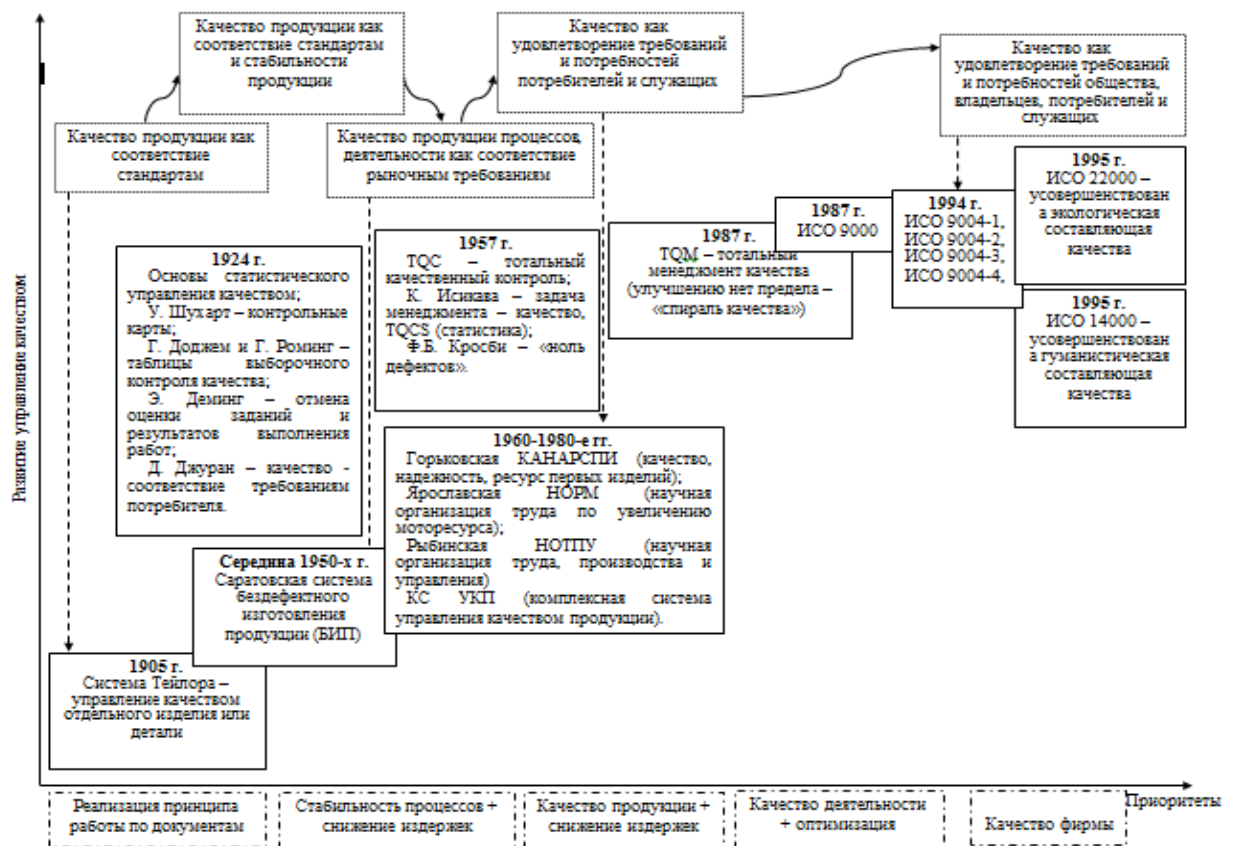 Качество продукции как
соответствие стандартам
и стабильности
продукции
Качество как
удовлетворение требований
и потребностей
потребителей и служащих
Качество как
удовлетворение требований
и потребностей общества,
владельцев, потребителей и
служащих
Качество продукции как
соответствие
стандартам
Качество продукции процессов,
деятельности как соответствие
рыночным требованиям
1995 г.
ИСО 22000 –
усовершенствован
а экологическая
составляющая
качества
1994 г.
ИСО 9004-1,
ИСО 9004-2,
ИСО 9004-3,
ИСО 9004-4,
1987 г.
ИСО 9000
1987 г.
TQM – тотальный
менеджмент качества
(улучшению нет предела –
«спираль качества»)
1957 г.
TQC – тотальный
качественный контроль;
К. Исикава – задача
менеджмента – качество,
TQCS (статистика);
Ф.Б. Кросби – «ноль
дефектов».
1924 г.
Основы статистического
управления качеством;
У. Шухарт – контрольные
карты;
Г. Доджем и Г. Роминг –
таблицы выборочного
контроля качества;
Э. Деминг – отмена
оценки заданий и
результатов выполнения
работ;
Д. Джуран – качество -
соответствие требованиям
потребителя.
1995 г.
ИСО 14000 –
усовершенствован
а гуманистическая
составляющая
качества
1960-1980-е гг.
Горьковская КАНАРСПИ (качество,
надежность, ресурс первых изделий);
Ярославская НОРМ (научная
организация труда по увеличению
моторесурса);
Рыбинская НОТПУ (научная
организация труда, производства и
управления)
КС УКП (комплексная система
управления качеством продукции).
Середина 1950-х г.
Саратовская система
бездефектного
изготовления
продукции (БИП)
1905 г.
Система Тейлора –
управление качеством
отдельного изделия или
детали
Развитие управление качеством
Приоритеты
Реализация принципа
работы по документам
Стабильность процессов +
снижение издержек
Качество продукции +
снижение издержек
Качество деятельности
+ оптимизация
Качество фирмы